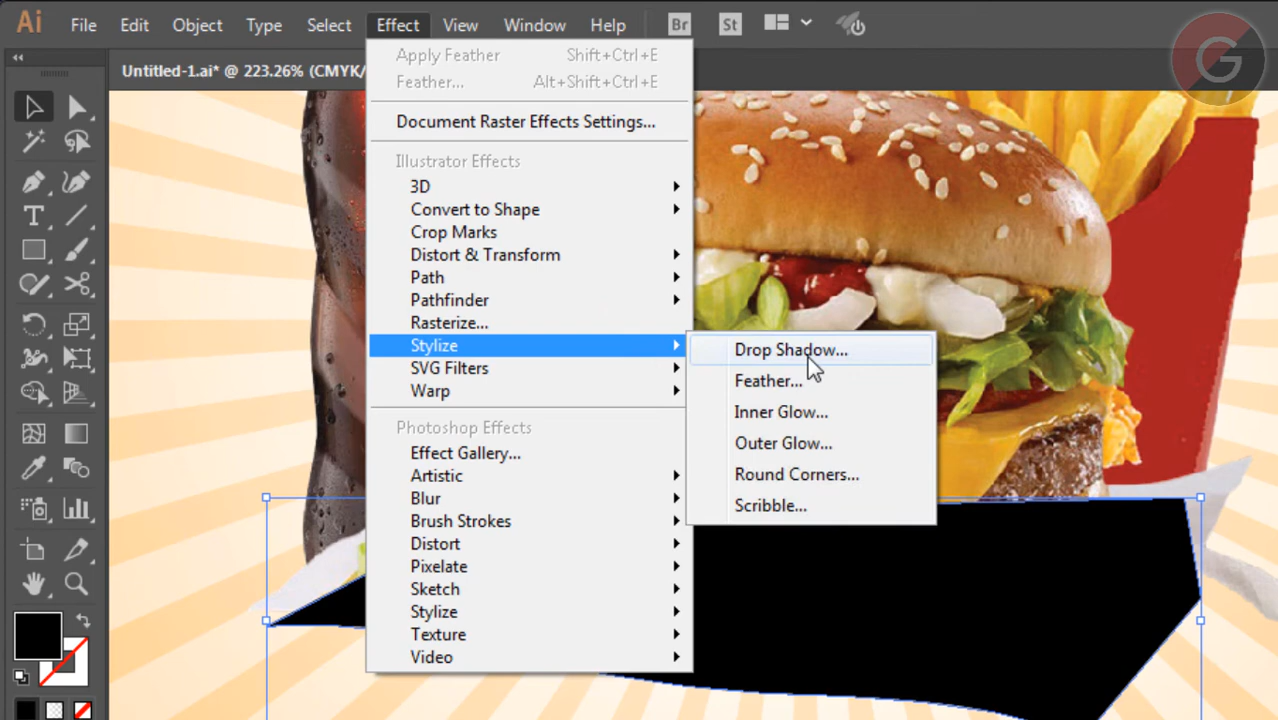 Ai File Edit Object Type Select Effect View Window Help Br St
G
Untitled-1.ai* @ 223.26% (CMYK/
Apply Feather Shift+Ctrl+E
Feather... Alt+Shift+Ctrl+E
Document Raster Effects Settings...
Illustrator Effects
3D
Convert to Shape
Crop Marks
Distort & Transform
Path
Pathfinder
Rasterize...
Stylize
SVG Filters
Warp
Drop Shadow...
Feather...
Inner Glow...
Outer Glow...
Round Corners...
Scribble...
Photoshop Effects
Effect Gallery...
Artistic
Blur
Brush Strokes
Distort
Pixelate
Sketch
Stylize
Texture
Video